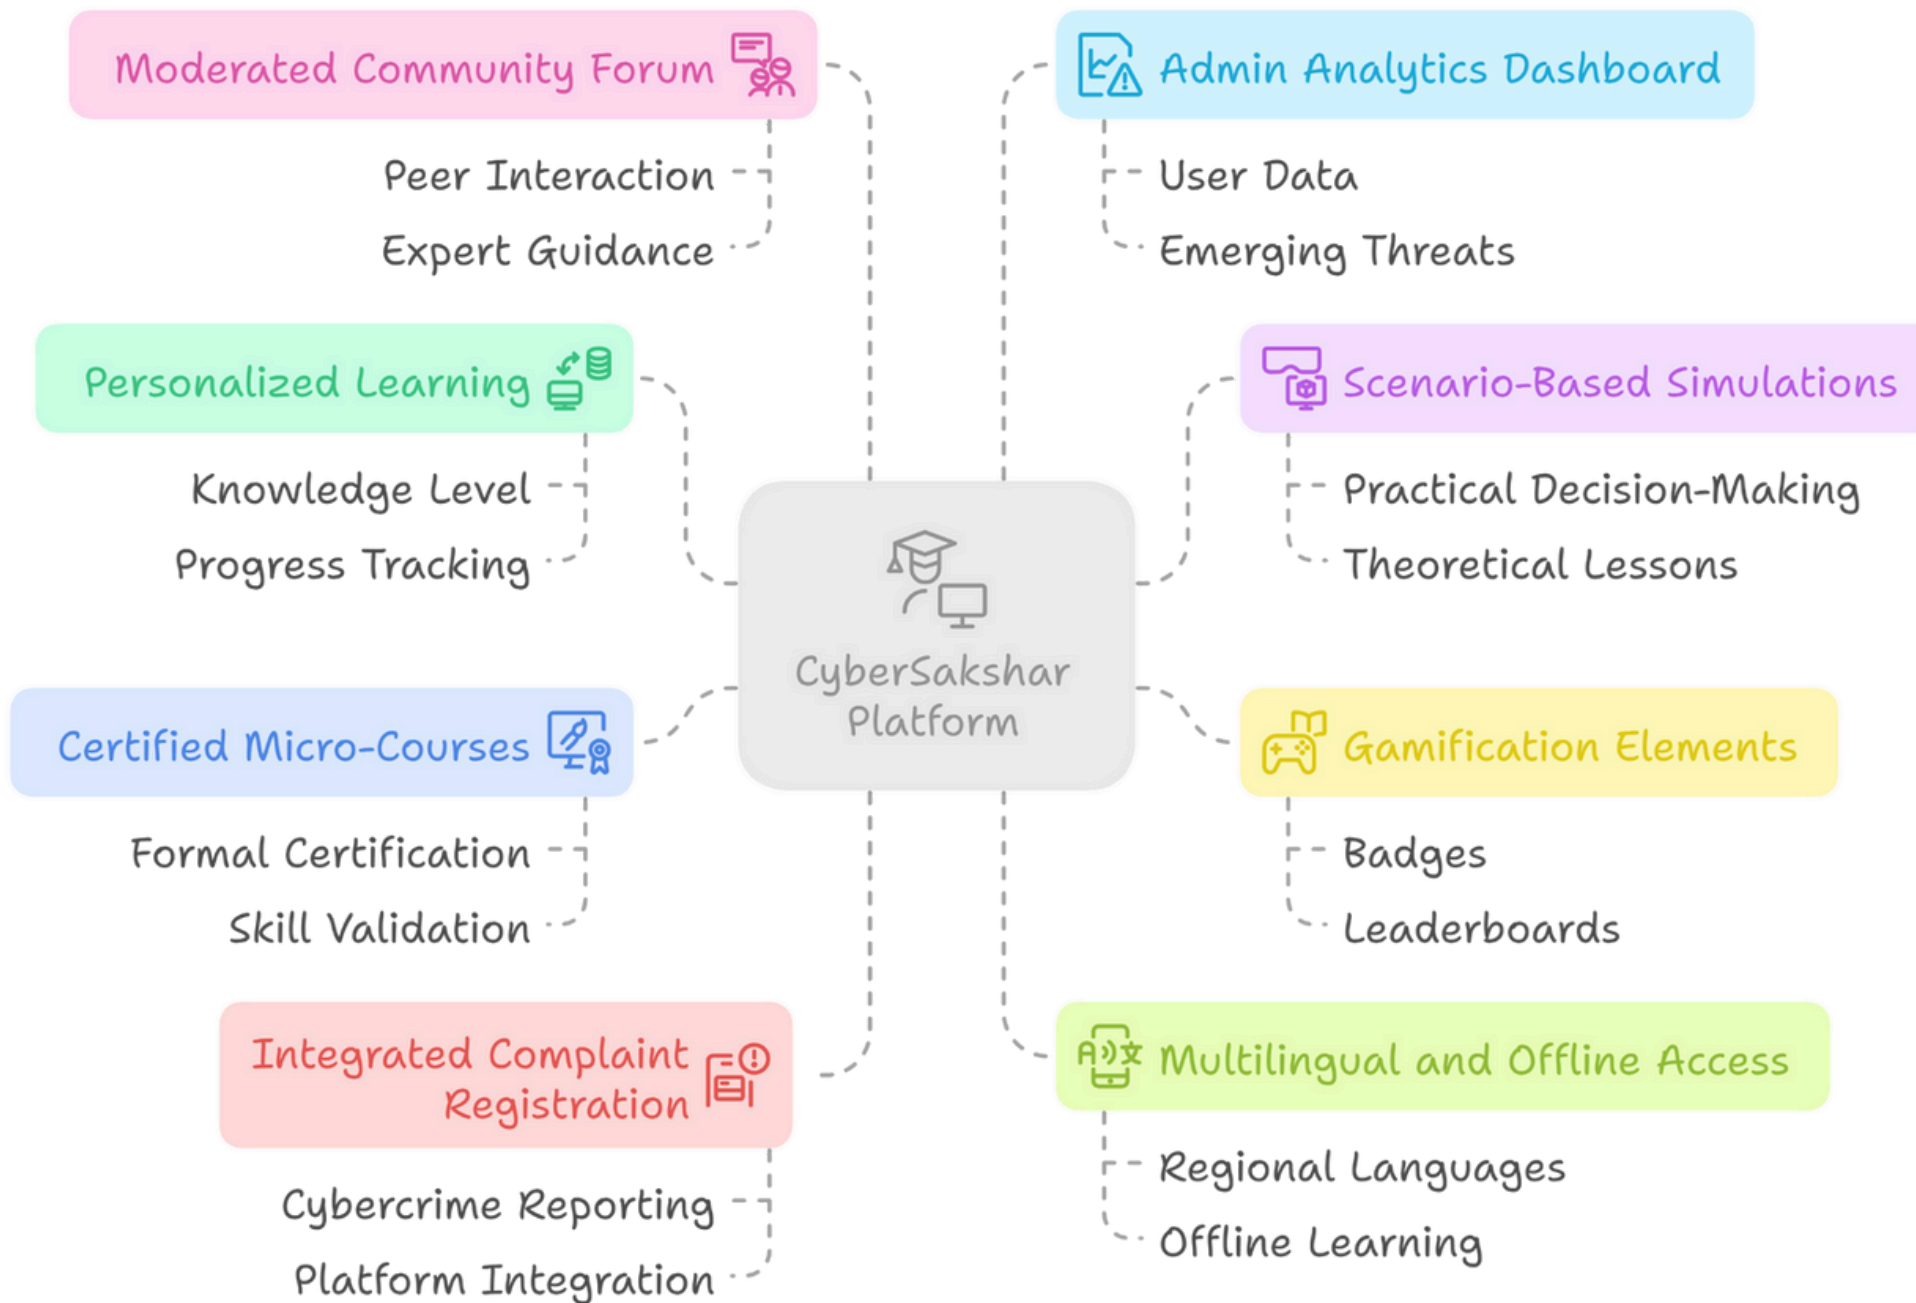 Moderated Community Forum
Peer Interaction
Expert Guidance
Admin Analytics Dashboard
User Data
Emerging Threats
Personalized Learning
Knowledge Level
Progress Tracking
Scenario-Based Simulations
Practical Decision-Making
Theoretical Lessons
CyberSakshar
Platform
Certified Micro-Courses
Formal Certification
Skill Validation
Gamification Elements
Badges
Leaderboards
Integrated Complaint
Registration
Cybercrime Reporting
Platform Integration
A 文
Multilingual and Offline Access
Regional Languages
Offline Learning